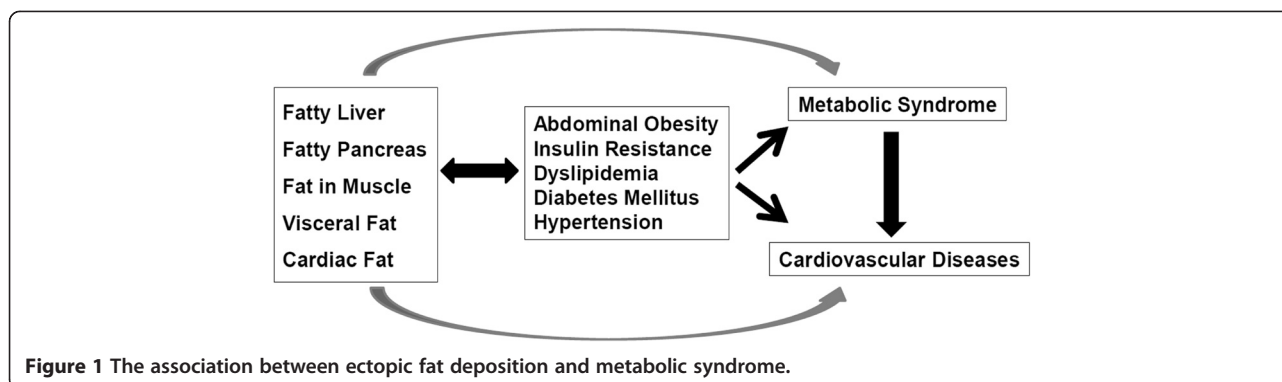 Fatty Liver
Fatty Pancreas
Fat in Muscle
Visceral Fat
Cardiac Fat
Abdominal Obesity
Insulin Resistance
Dyslipidemia
Diabetes Mellitus
Hypertension
Metabolic Syndrome
Cardiovascular Diseases
Figure 1 The association between ectopic fat deposition and metabolic syndrome.